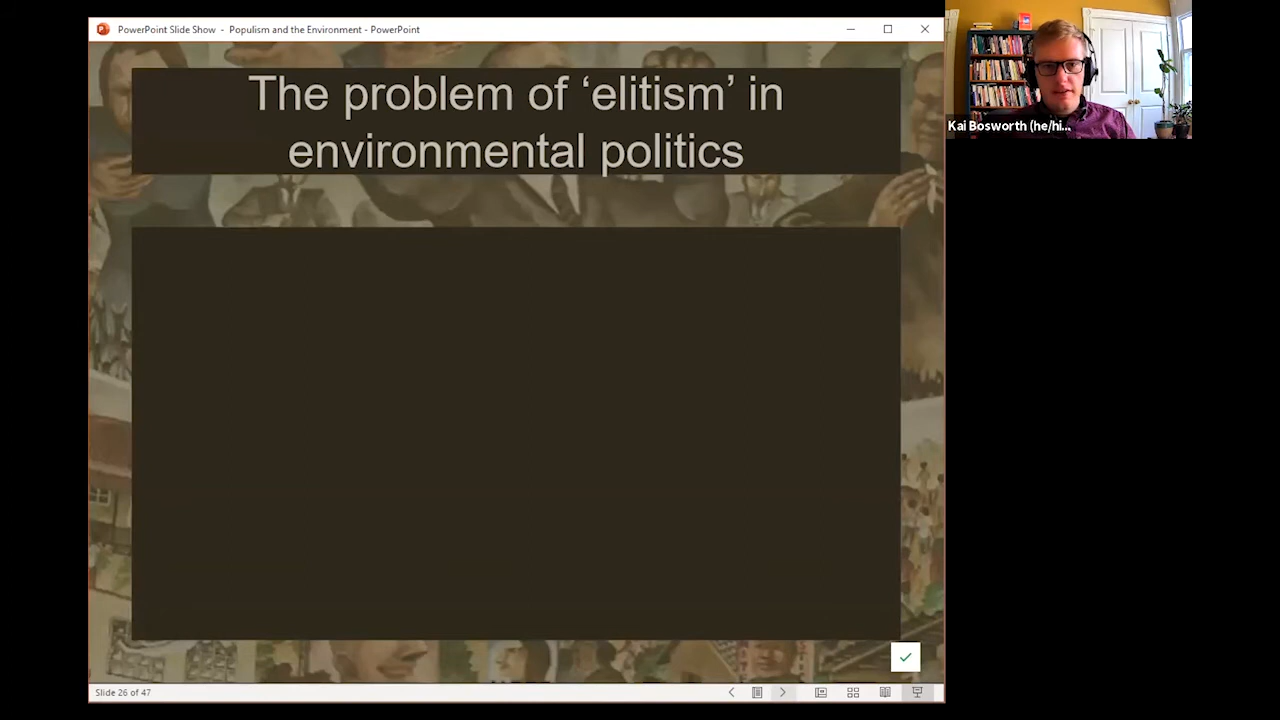 PowerPoint Slide Show - Populism and the Environment - PowerPoint
The problem of ‘elitism’ in
environmental politics
Kai Bosworth (he/hi...
Slide 26 of 47